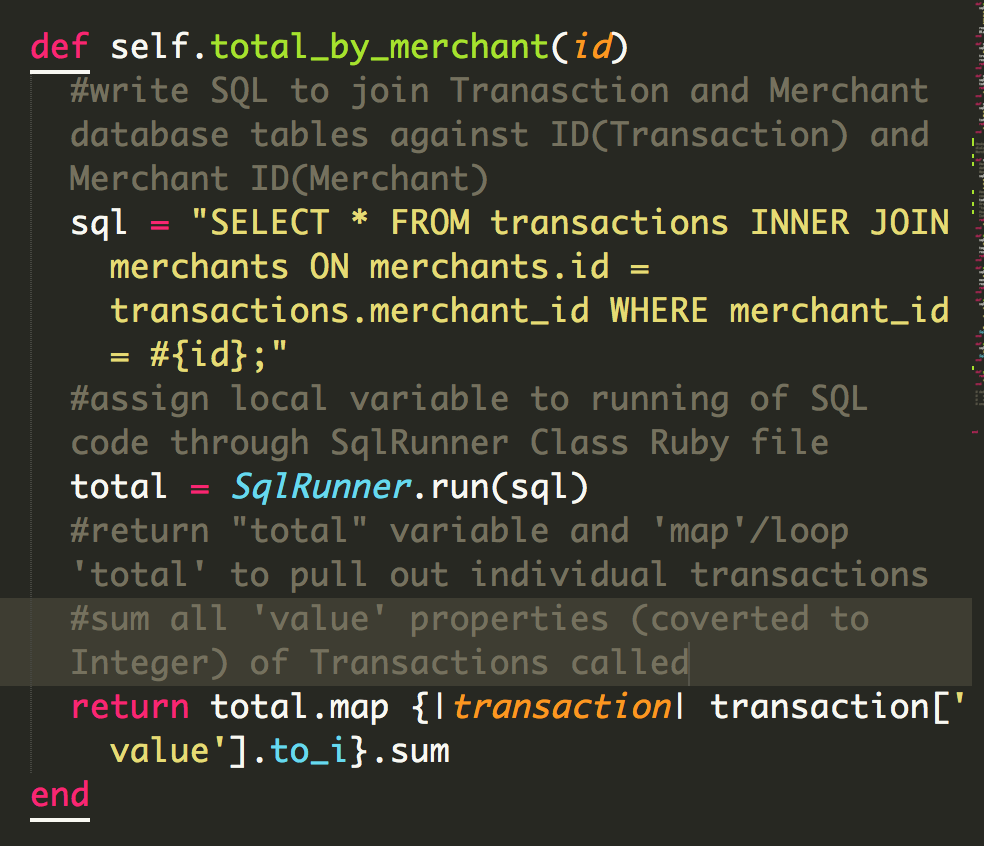 def self.total_by_merchant(id)
#write SQL to join Tranasction and Merchant
database tables against ID(Transaction) and
Merchant ID(Merchant)
sql = "SELECT * FROM transactions INNER JOIN
merchants ON merchants.id =
transactions.merchant_id WHERE merchant_id
= #{id};"
#assign local variable to running of SQL
code through SqlRunner Class Ruby file
total = SqlRunner.run(sql)
#return "total" variable and 'map'/loop
'total' to pull out individual transactions
#sum all 'value' properties (coverted to
Integer) of Transactions called
return total.map {|transaction| transaction['
value'].to_i}.sum
end